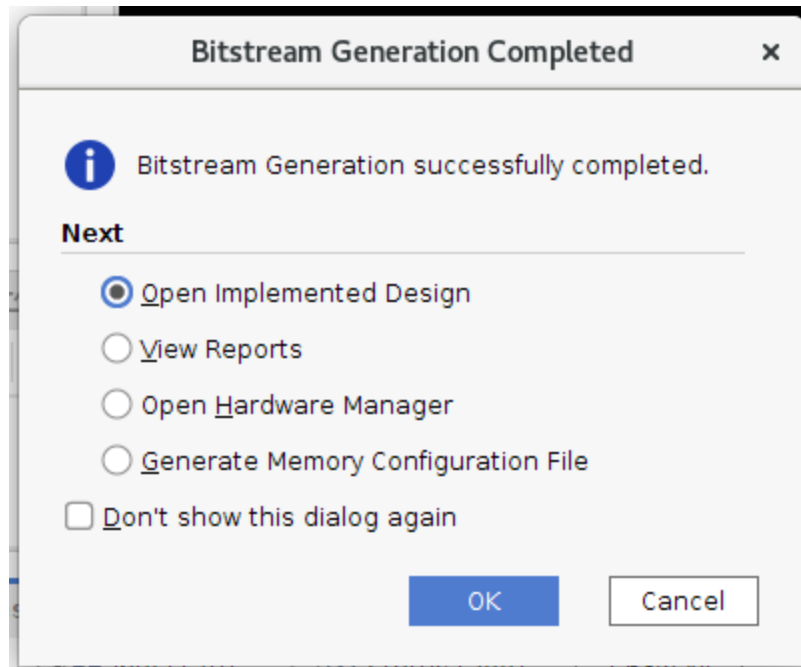 Bitstream Generation Completed
Bitstream Generation successfully completed.
Next
Open Implemented Design
View Reports
Open Hardware Manager
Generate Memory Configuration File
Don't show this dialog again
OK Cancel